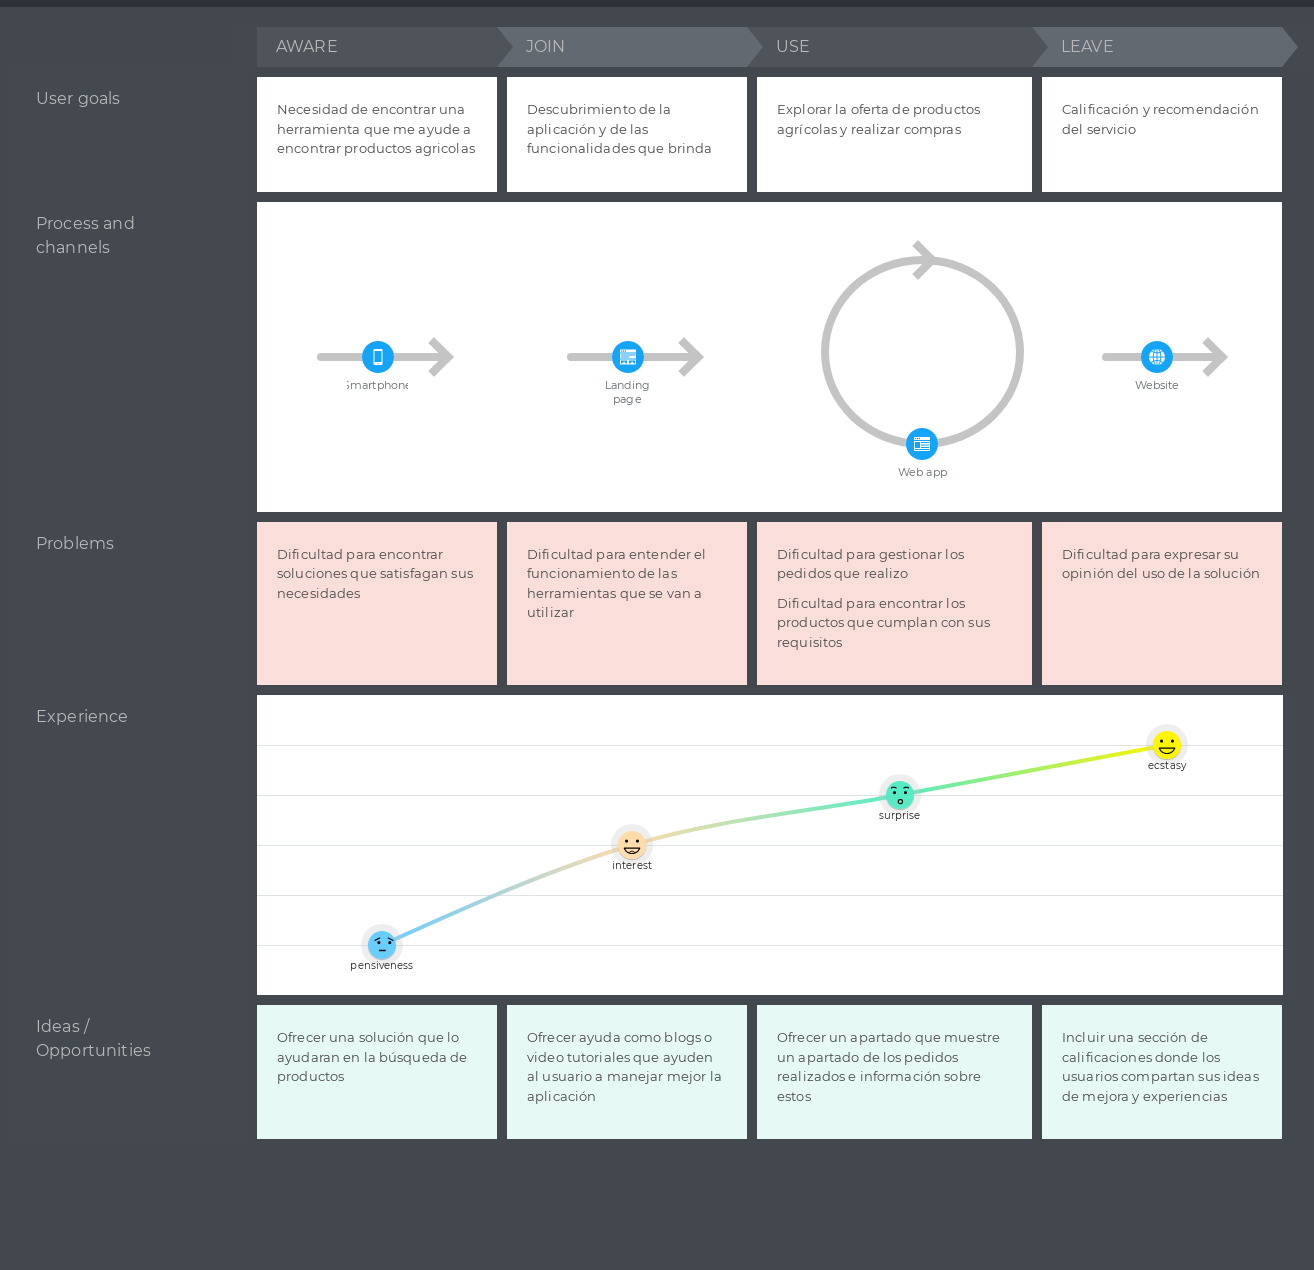 AWARE
JOIN
USE
LEAVE
User goals
Necesidad de encontrar una
herramienta que me ayude a
encontrar productos agricolas
Descubrimiento de la
aplicación y de las
funcionalidades que brinda
Explorar la oferta de productos
agrícolas y realizar compras
Calificación y recomendación
del servicio
Process and
channels
Smartphone
Landing
page
Web app
Website
Problems
Dificultad para encontrar
soluciones que satisfagan sus
necesidades
Dificultad para entender el
funcionamiento de las
herramientas que se van a
utilizar
Dificultad para gestionar los
pedidos que realizo
Dificultad para encontrar los
productos que cumplan con sus
requisitos
Dificultad para expresar su
opinión del uso de la solución
Experience
pensiveness
interest
surprise
ecstasy
Ideas /
Opportunities
Ofrecer una solución que lo
ayudaran en la búsqueda de
productos
Ofrecer ayuda como blogs o
video tutoriales que ayuden
al usuario a manejar mejor la
aplicación
Ofrecer un apartado que muestre
un apartado de los pedidos
realizados e información sobre
estos
Incluir una sección de
calificaciones donde los
usuarios compartan sus ideas
de mejora y experiencias